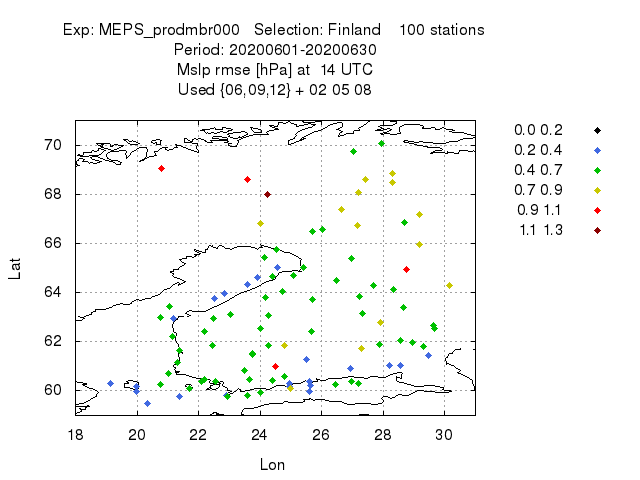 Exp: MEPS_prodmbr000 Selection: Finland 100 stations
Period: 20200601-20200630
Mslp rmse [hPa] at 14 UTC
Used {06,09,12} + 02 05 08
70
68
66
64
62
60
Lat
18 20 22 24 26 28 30
Lon
0.0 0.2
0.2 0.4
0.4 0.7
0.7 0.9
0.9 1.1
1.1 1.3